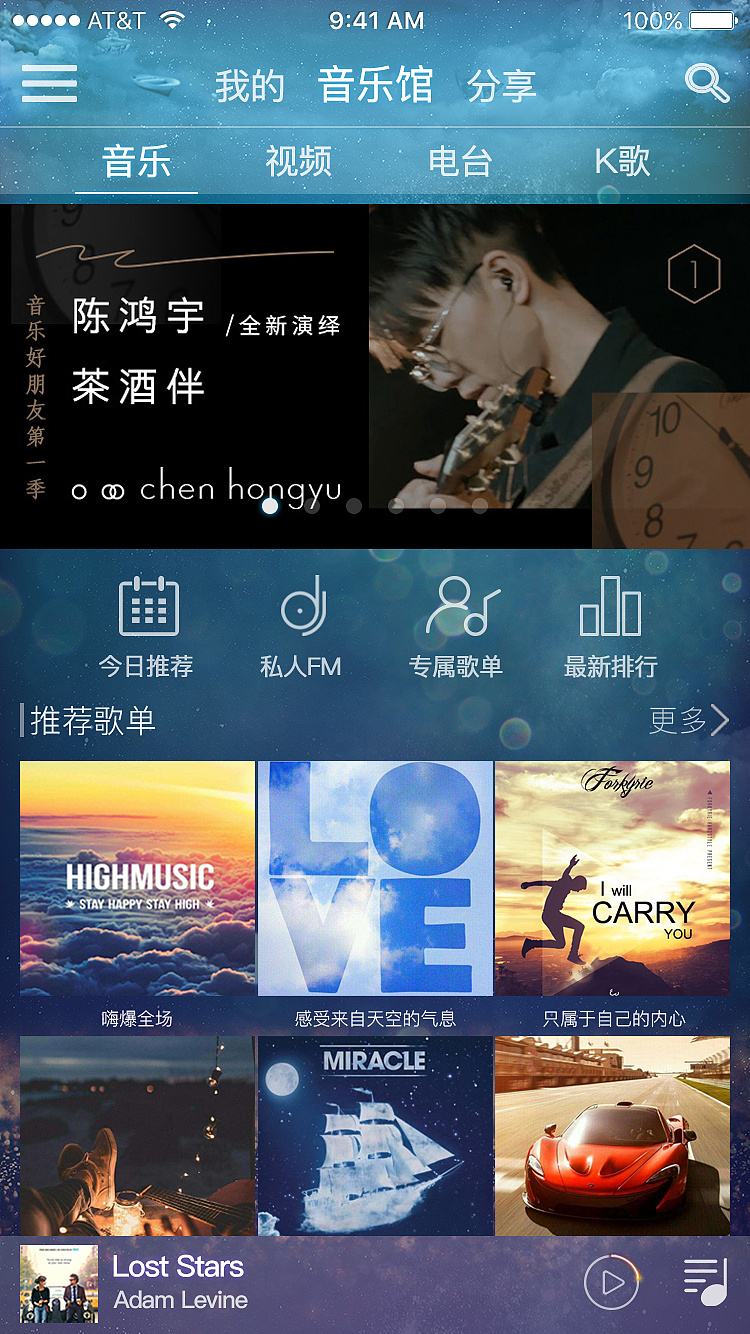 AT&T 9:41 AM 100%
我的 音乐馆 分享
音乐 视频 电台 K歌
音乐好朋友第一季
陈鸿宇 /全新演绎
茶酒伴
chen hongyu
1
10
9
8
今日推荐 私人FM 专属歌单 最新排行
推荐歌单 更多
HIGHMUSIC
STAY HAPPY STAY HIGH
LOVE
Forkyrie
I will
CARRY
YOU
嗨爆全场 感受来自天空的气息 只属于自己的内心
MIRACLE
Lost Stars
Adam Levine